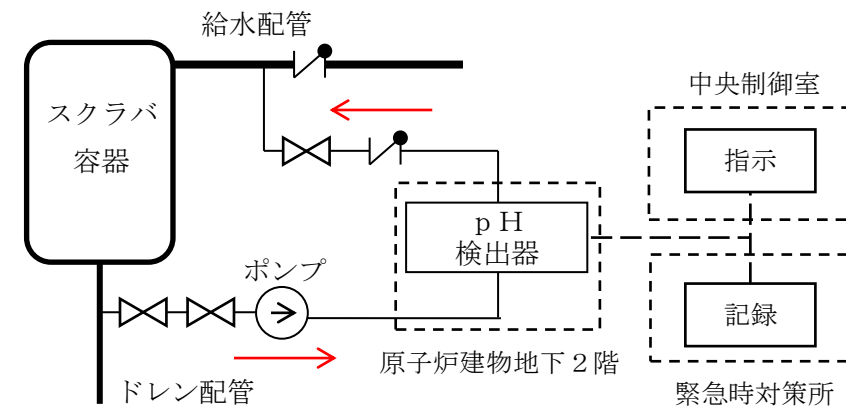 給水配管
中央制御室
スクラバ
容器
指示
ｐＨ
検出器
ポンプ
記録
原子炉建物地下２階
ドレン配管
緊急時対策所